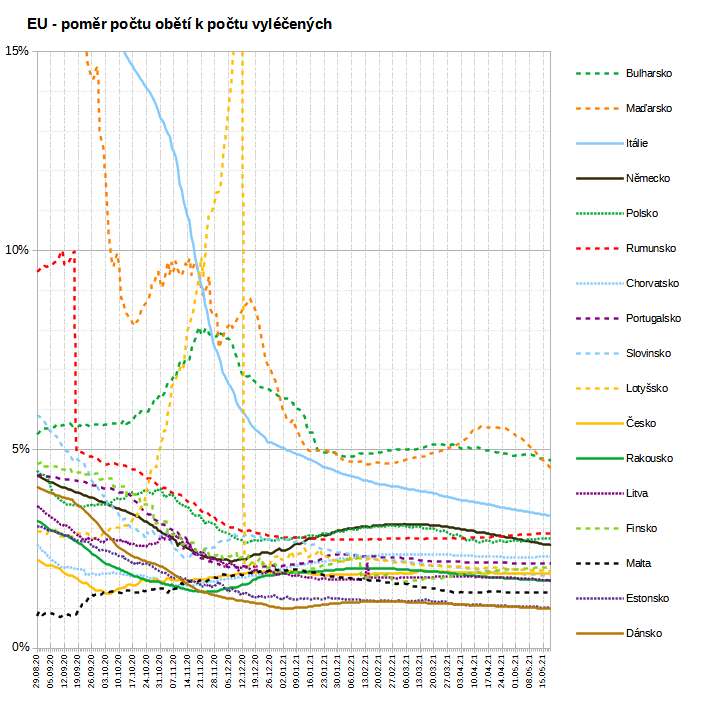 EU - poměr počtu obětí k počtu vyléčených
15%
10%
5%
0%
Bulharsko
Maďarsko
Itálie
Německo
Polsko
Rumunsko
Chorvatsko
Portugalsko
Slovinsko
Lotyšsko
Česko
Rakousko
Litva
Finsko
Malta
Estonsko
Dánsko
29.08.20
05.09.20
12.09.20
19.09.20
26.09.20
03.10.20
10.10.20
17.10.20
24.10.20
31.10.20
07.11.20
14.11.20
21.11.20
28.11.20
05.12.20
12.12.20
19.12.20
26.12.20
02.01.21
09.01.21
16.01.21
23.01.21
30.01.21
06.02.21
13.02.21
20.02.21
27.02.21
06.03.21
13.03.21
20.03.21
27.03.21
03.04.21
10.04.21
17.04.21
24.04.21
01.05.21
08.05.21
15.05.21